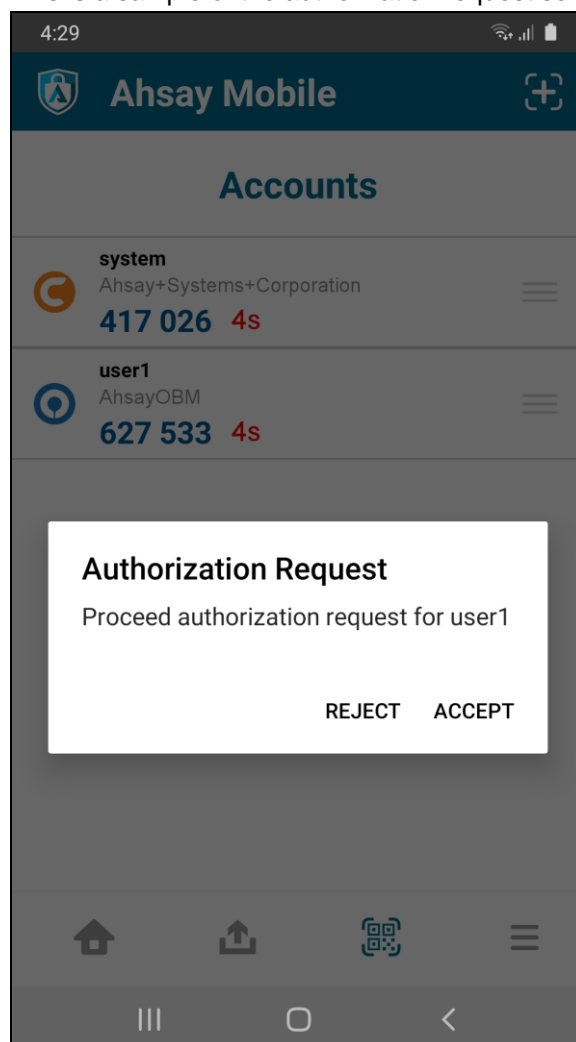 4:29
Ahsay Mobile
Accounts
system
Ahsay+Systems+Corporation
417 026 4s
user1
AhsayOBM
627 533 4s
Authorization Request
Proceed authorization request for user1
REJECT ACCEPT